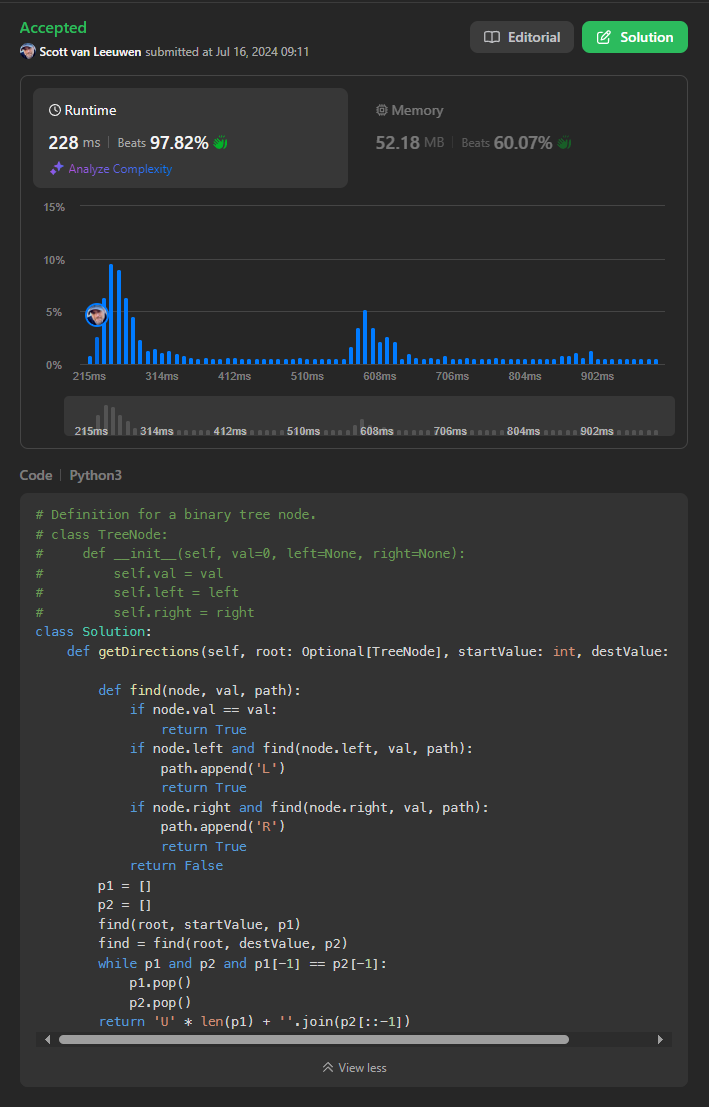 Accepted
Scott van Leeuwen submitted at Jul 16, 2024 09:11
Editorial
Solution
Runtime
228 ms | Beats 97.82%
Analyze Complexity
Memory
52.18 MB | Beats 60.07%
15%
10%
5%
0%
215ms 314ms 412ms 510ms 608ms 706ms 804ms 902ms
215ms 314ms 412ms 510ms 608ms 706ms 804ms 902ms
Code | Python3
# Definition for a binary tree node.
# class TreeNode:
#     def __init__(self, val=0, left=None, right=None):
#         self.val = val
#         self.left = left
#         self.right = right
class Solution:
    def getDirections(self, root: Optional[TreeNode], startValue: int, destValue:
        def find(node, val, path):
            if node.val == val:
                return True
            if node.left and find(node.left, val, path):
                path.append('L')
                return True
            if node.right and find(node.right, val, path):
                path.append('R')
                return True
            return False
        p1 = []
        p2 = []
        find(root, startValue, p1)
        find = find(root, destValue, p2)
        while p1 and p2 and p1[-1] == p2[-1]:
            p1.pop()
            p2.pop()
        return 'U' * len(p1) + ''.join(p2[::-1])
View less